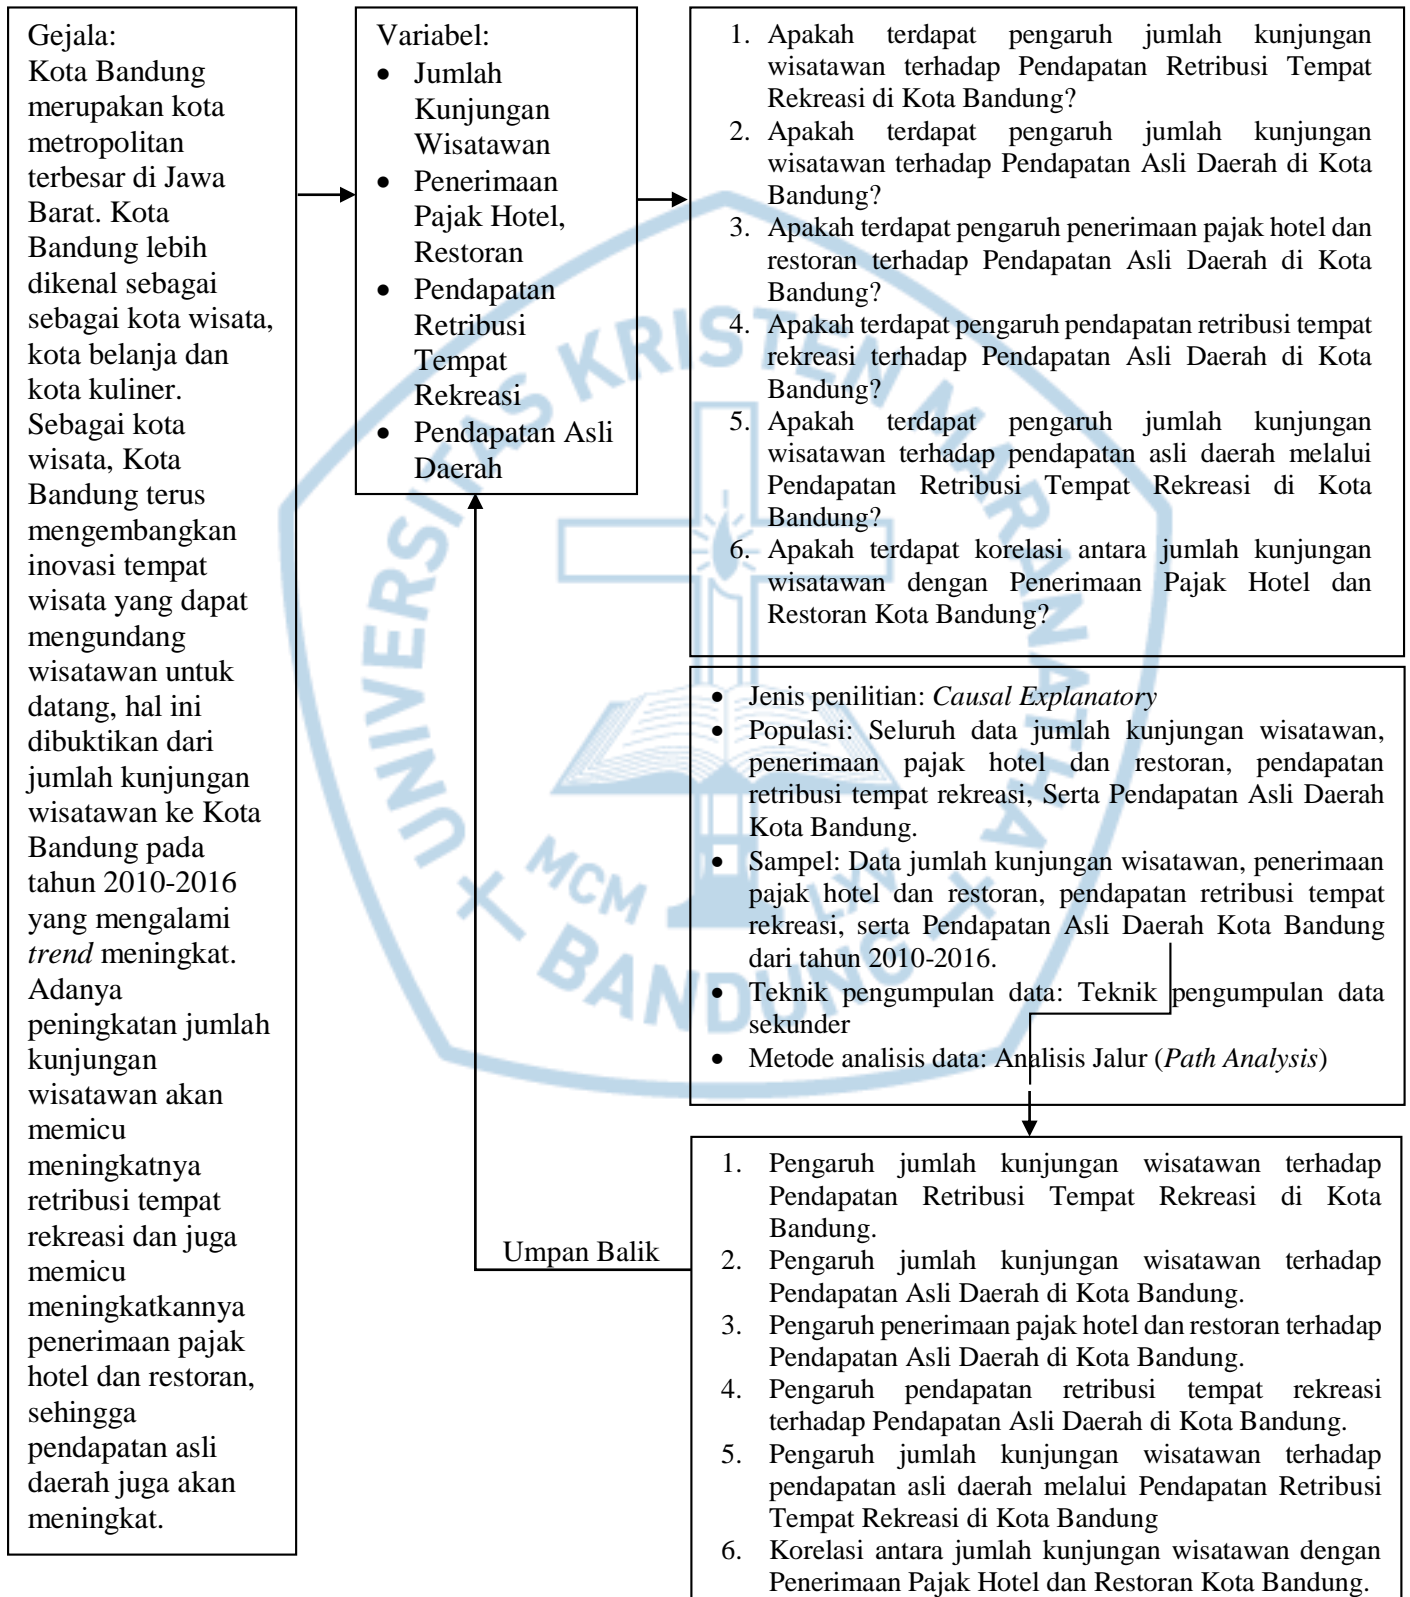 Gejala:
Kota Bandung
merupakan kota
metropolitan
terbesar di Jawa
Barat. Kota
Bandung lebih
dikenal sebagai
sebagai kota wisata,
kota belanja dan
kota kuliner.
Sebagai kota
wisata, Kota
Bandung terus
mengembangkan
inovasi tempat
wisata yang dapat
mengundang
wisatawan untuk
datang, hal ini
dibuktikan dari
jumlah kunjungan
wisatawan ke Kota
Bandung pada
tahun 2010-2016
yang mengalami
trend meningkat.
Adanya
peningkatan jumlah
kunjungan
wisatawan akan
memicu
meningkatnya
retribusi tempat
rekreasi dan juga
memicu
meningkatkannya
penerimaan pajak
hotel dan restoran,
sehingga
pendapatan asli
daerah juga akan
meningkat.
Variabel:
• Jumlah
Kunjungan
Wisatawan
• Penerimaan
Pajak Hotel,
Restoran
• Pendapatan
Retribusi
Tempat
Rekreasi
• Pendapatan Asli
Daerah
1. Apakah terdapat pengaruh jumlah kunjungan
wisatawan terhadap Pendapatan Retribusi Tempat
Rekreasi di Kota Bandung?
2. Apakah terdapat pengaruh jumlah kunjungan
wisatawan terhadap Pendapatan Asli Daerah di Kota
Bandung?
3. Apakah terdapat pengaruh penerimaan pajak hotel dan
restoran terhadap Pendapatan Asli Daerah di Kota
Bandung?
4. Apakah terdapat pengaruh pendapatan retribusi tempat
rekreasi terhadap Pendapatan Asli Daerah di Kota
Bandung?
5. Apakah terdapat pengaruh jumlah kunjungan
wisatawan terhadap pendapatan asli daerah melalui
Pendapatan Retribusi Tempat Rekreasi di Kota
Bandung?
6. Apakah terdapat korelasi antara jumlah kunjungan
wisatawan dengan Penerimaan Pajak Hotel dan
Restoran Kota Bandung?
• Jenis penilitian: Causal Explanatory
• Populasi: Seluruh data jumlah kunjungan wisatawan,
penerimaan pajak hotel dan restoran, pendapatan
retribusi tempat rekreasi, Serta Pendapatan Asli Daerah
Kota Bandung.
• Sampel: Data jumlah kunjungan wisatawan, penerimaan
pajak hotel dan restoran, pendapatan retribusi tempat
rekreasi, serta Pendapatan Asli Daerah Kota Bandung
dari tahun 2010-2016.
• Teknik pengumpulan data: Teknik pengumpulan data
sekunder
• Metode analisis data: Analisis Jalur (Path Analysis)
Umpan Balik
1. Pengaruh jumlah kunjungan wisatawan terhadap
Pendapatan Retribusi Tempat Rekreasi di Kota
Bandung.
2. Pengaruh jumlah kunjungan wisatawan terhadap
Pendapatan Asli Daerah di Kota Bandung.
3. Pengaruh penerimaan pajak hotel dan restoran terhadap
Pendapatan Asli Daerah di Kota Bandung.
4. Pengaruh pendapatan retribusi tempat rekreasi
terhadap Pendapatan Asli Daerah di Kota Bandung.
5. Pengaruh jumlah kunjungan wisatawan terhadap
pendapatan asli daerah melalui Pendapatan Retribusi
Tempat Rekreasi di Kota Bandung
6. Korelasi antara jumlah kunjungan wisatawan dengan
Penerimaan Pajak Hotel dan Restoran Kota Bandung.
UNIVERSITAS KRISTEN MARANATHA
MCM LXV
BANDUNG